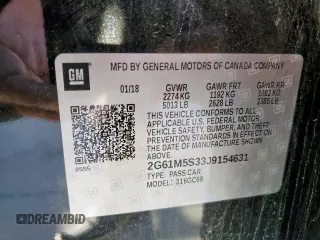 GM
MFD BY GENERAL MOTORS OF CANADA COMPANY
01/18 GVWR GAWR FRT GAWR RR
2274 KG 1192 KG 1082 KG
5013 LB 2628 LB 2385 LB
THIS VEHICLE CONFORMS TO ALL
APPLICABLE U.S. FEDERAL MOTOR
VEHICLE SAFETY, BUMPER, AND
THEFT PREVENTION STANDARDS IN
EFFECT ON THE DATE OF
MANUFACTURE SHOWN ABOVE.
2G61M5S33J9154631
TYPE: PASS CAR
MODEL: 316GC69
DREAMBID